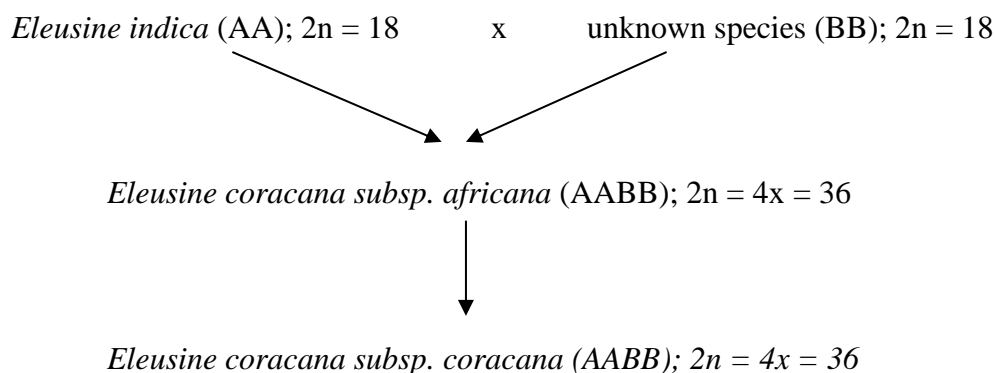 Eleusine indica (AA); 2n = 18 x unknown species (BB); 2n = 18
Eleusine coracana subsp. africana (AABB); 2n = 4x = 36
Eleusine coracana subsp. coracana (AABB); 2n = 4x = 36